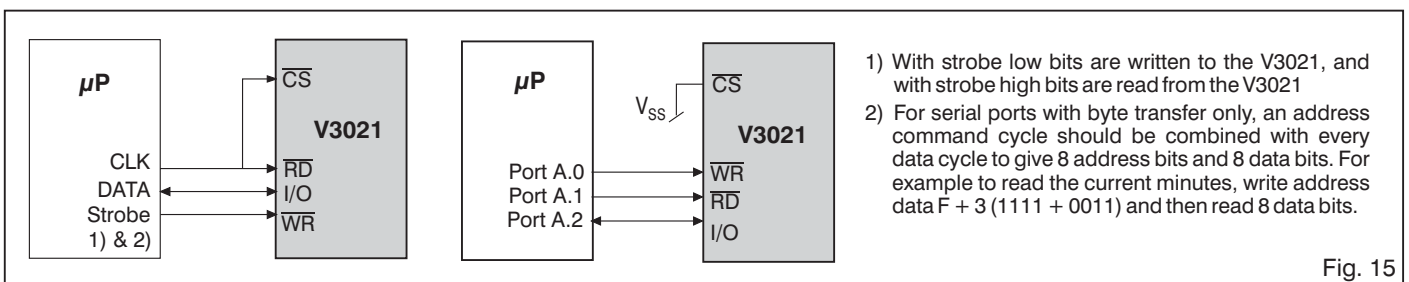 µP
CS
V3021
CLK
RD
DATA
I/O
Strobe
WR
1) & 2)
µP
CS
VSS
V3021
Port A.0
WR
Port A.1
RD
Port A.2
I/O
1) With strobe low bits are written to the V3021, and
with strobe high bits are read from the V3021
2) For serial ports with byte transfer only, an address
command cycle should be combined with every
data cycle to give 8 address bits and 8 data bits. For
example to read the current minutes, write address
data F + 3 (1111 + 0011) and then read 8 data bits.
Fig. 15